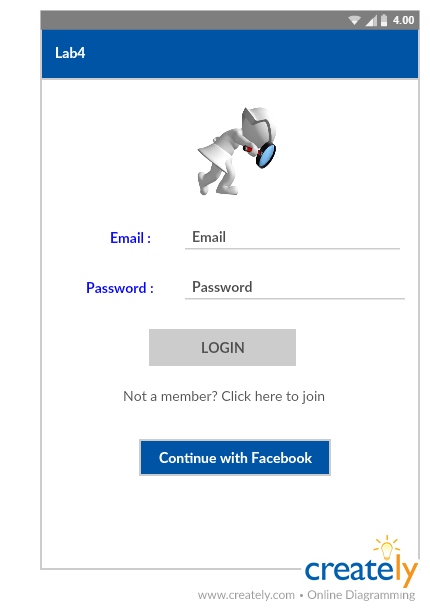 4.00
Lab4
Email : Email
Password : Password
LOGIN
Not a member? Click here to join
Continue with Facebook
creately
www.creately.com • Online Diagramming